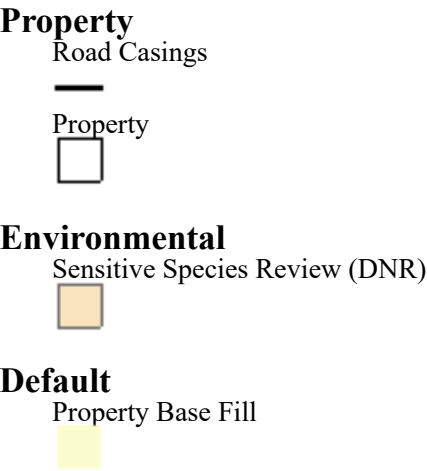 Property
Road Casings
Property
Environmental
Sensitive Species Review (DNR)
Default
Property Base Fill